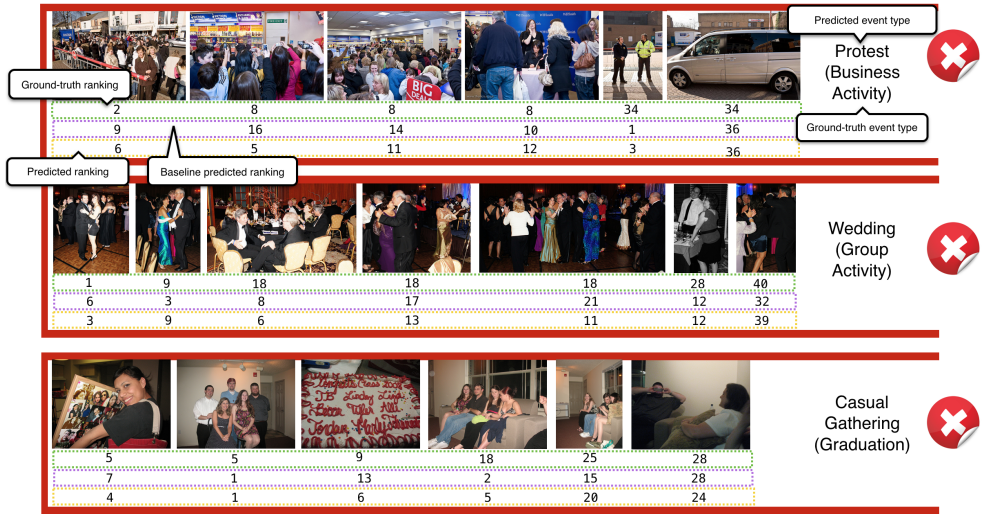 Predicted event type
Protest
(Business
Activity)
Ground-truth event type
BIG
Ground-truth ranking
2 8 8 8 34 34
9 16 14 10 1 36
6 5 11 12 3 36
Predicted ranking
Baseline predicted ranking
Wedding
(Group
Activity)
1 9 18 18 18 28 40
6 3 8 17 21 12 32
3 9 6 13 11 12 39
Casual
Gathering
(Graduation)
Congrats Class
5 5 9 18 25 28
7 1 13 2 15 28
4 1 6 5 20 24